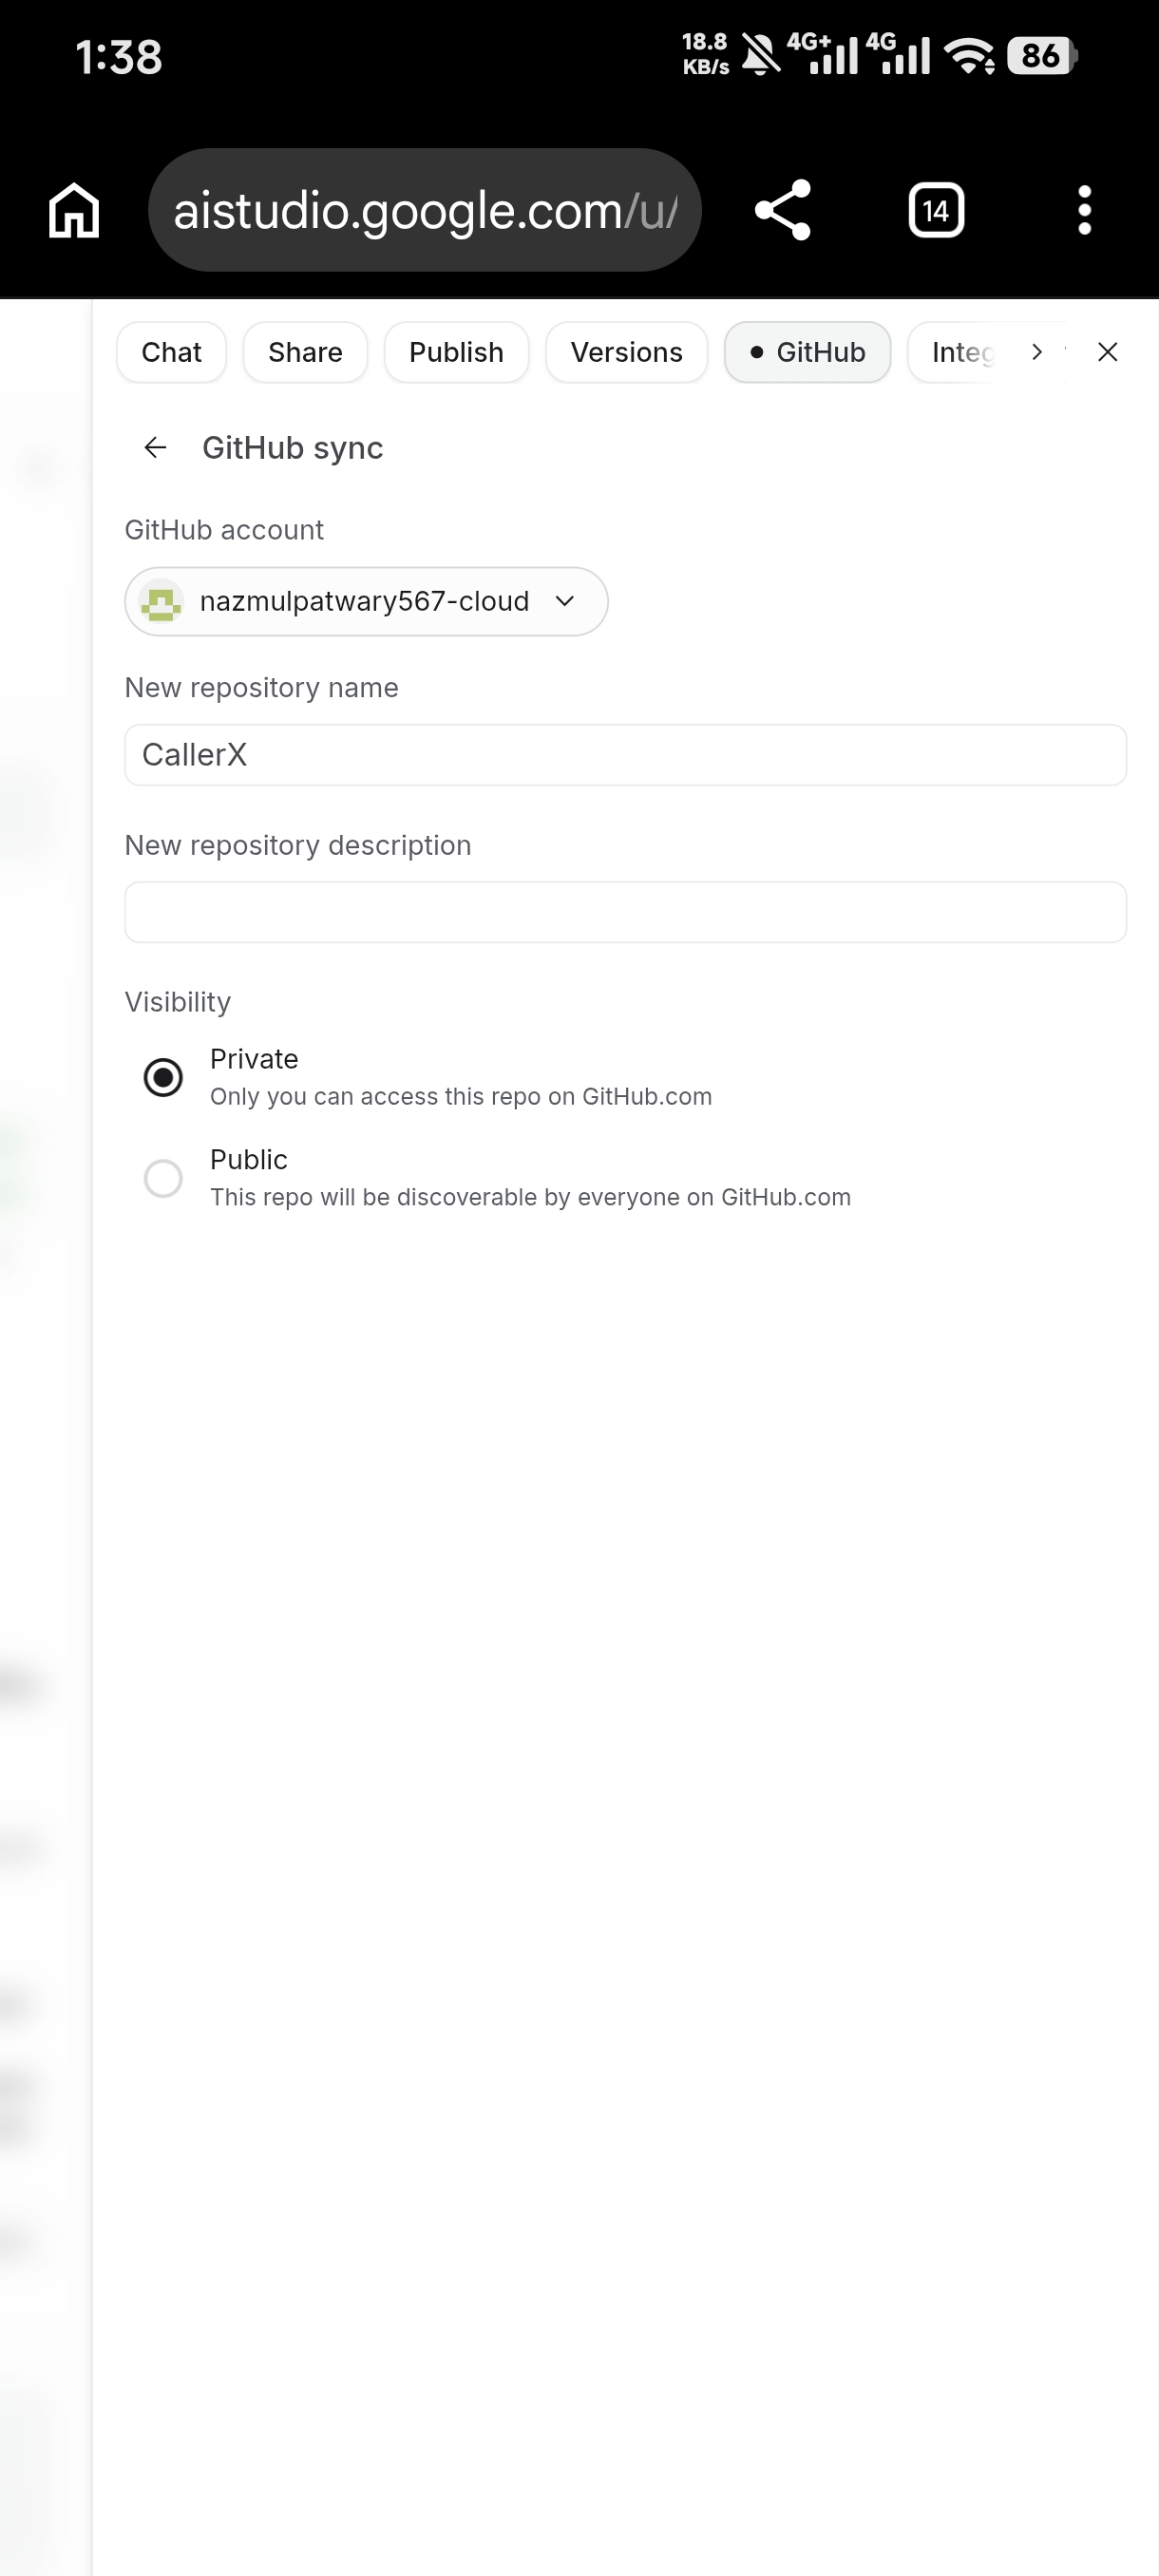 1:38
18.8
KB/s
4G+
4G
86
aistudio.google.com/u/
14
Chat
Share
Publish
Versions
GitHub
Integ
GitHub sync
GitHub account
nazmulpatwary567-cloud
New repository name
CallerX
New repository description
Visibility
Private
Only you can access this repo on GitHub.com
Public
This repo will be discoverable by everyone on GitHub.com